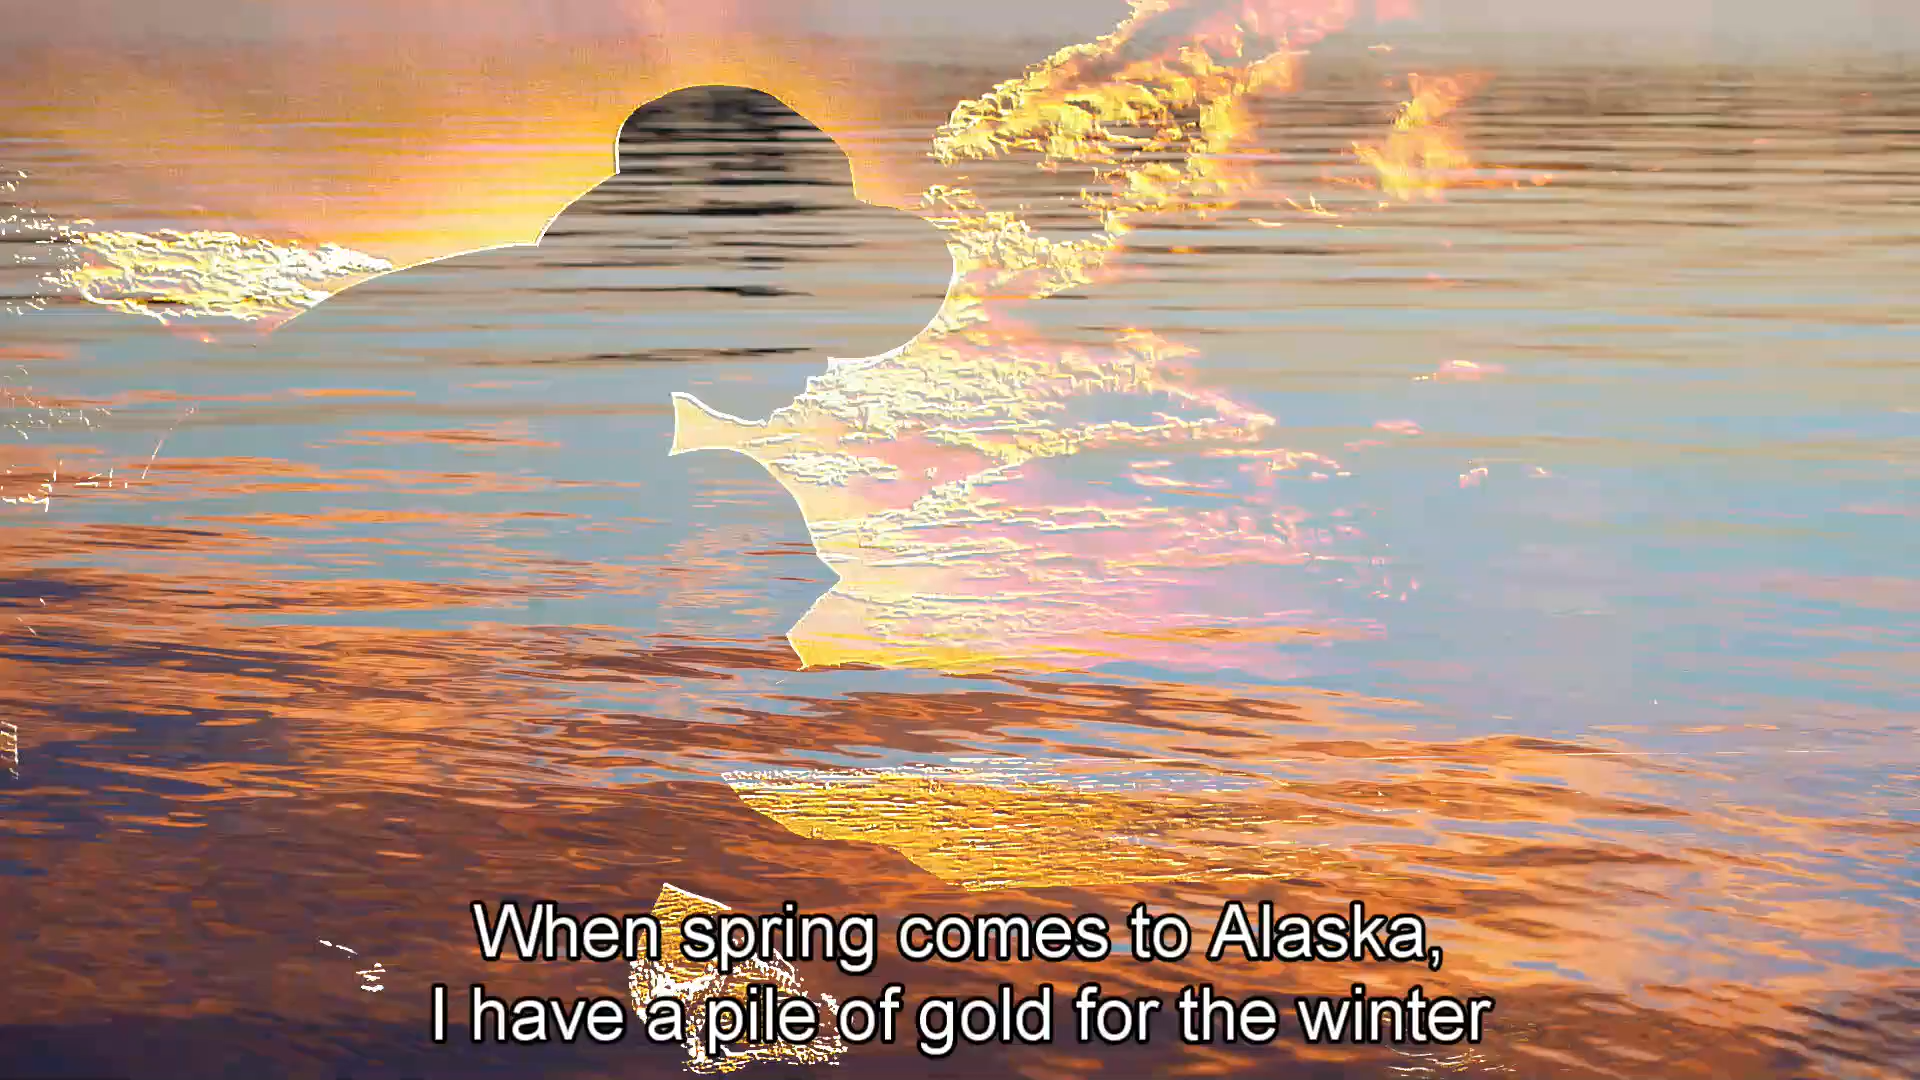 When spring comes to Alaska,
I have a pile of gold for the winter